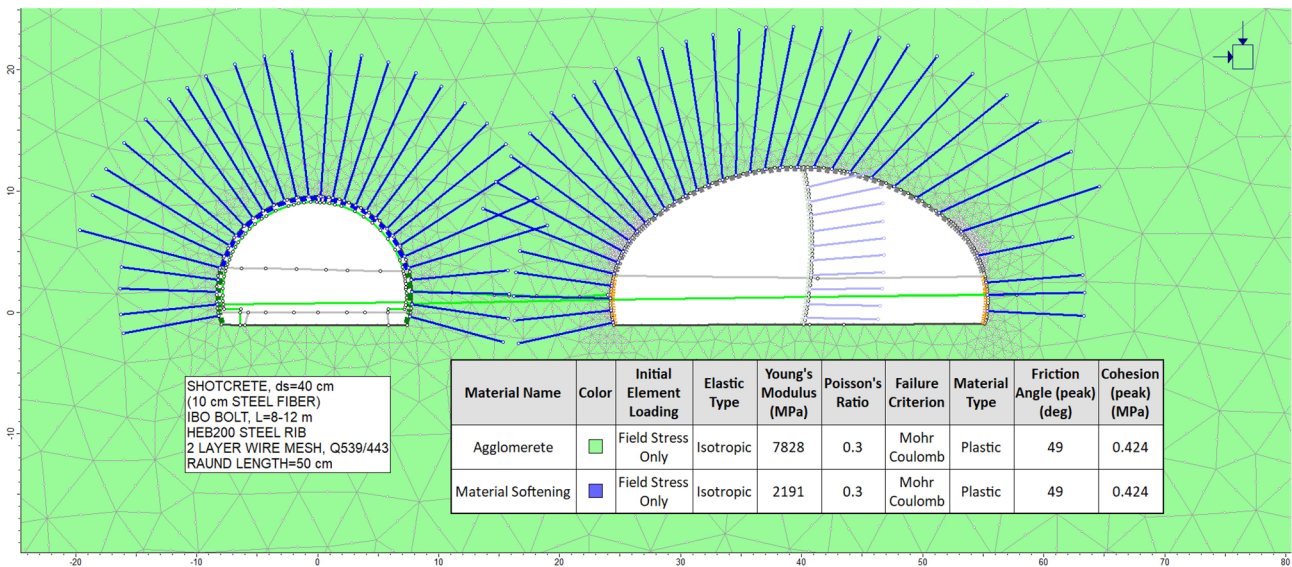 20
10
0
-10
SHOTCRETE, ds=40 cm
(10 cm STEEL FIBER)
IBO BOLT, L=8-12 m
HEB200 STEEL RIB
2 LAYER WIRE MESH, Q539/443
RAUND LENGTH=50 cm
Material Name Color Initial Element Loading Elastic Type Young's Modulus (MPa) Poisson's Ratio Failure Criterion Material Type Friction Angle (peak) (deg) Cohesion (peak) (MPa)
Agglomerete Field Stress Only Isotropic 7828 0.3 Mohr Coulomb Plastic 49 0.424
Material Softening Field Stress Only Isotropic 2191 0.3 Mohr Coulomb Plastic 49 0.424
-20 -10 0 10 20 30 40 50 60 70 80